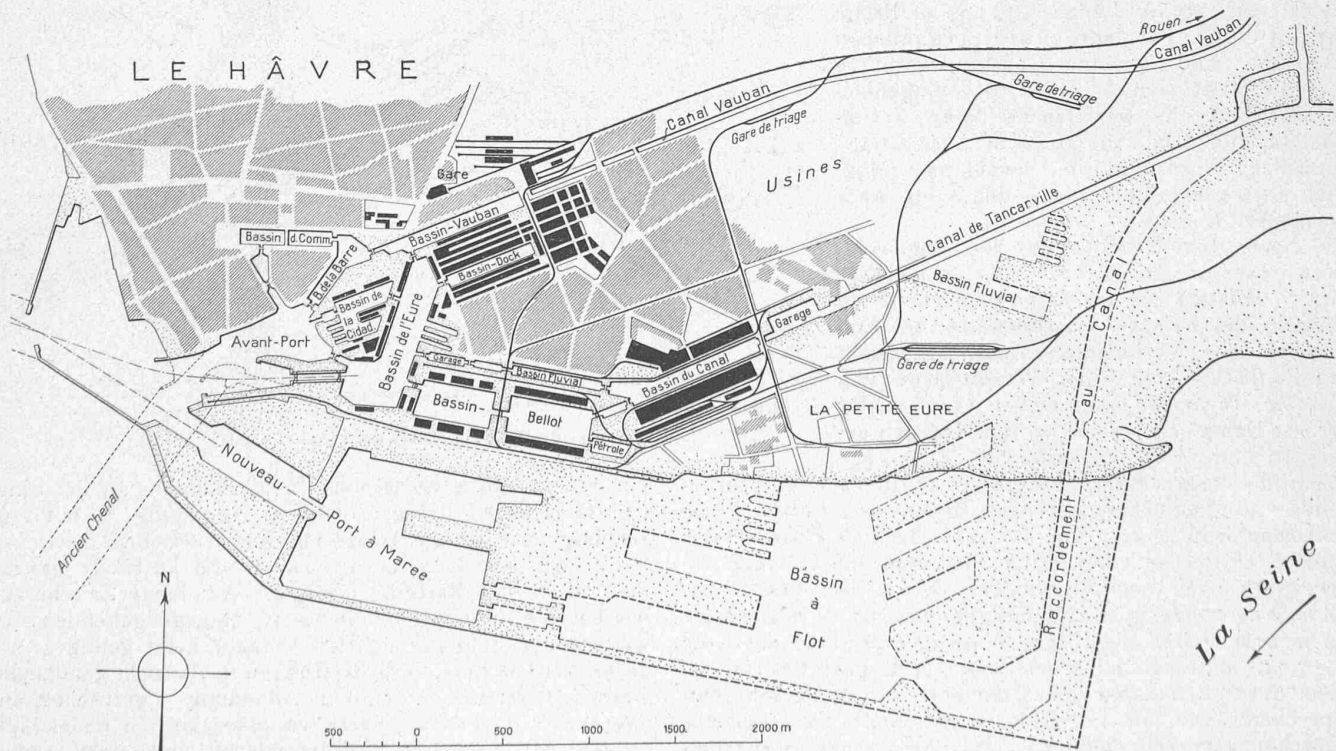 LE HÂVRE
Rouen
Canal Vauban
Canal Vauban
Gare de triage
Gare de triage
Usines
Gare
Bassin-Vauban
Bassin-Dock
Canal de Tancarville
Bassin d. Comm.
B. de la Barre
Bassin de
la
Cidad.
Bassin de l'Eure
Bassin Fluvial
Avant-Port
Garage
Garage
Bassin Fluvial
Bassin du Canal
Gare de triage
Bassin-
Bellot
Pétrole
LA PETITE EURE
Nouveau
Port
à Maree
Ancien Chenal
Bassin
à
Flot
Raccordement au Canal
La Seine
N
500 0 500 1000 1500 2000 m